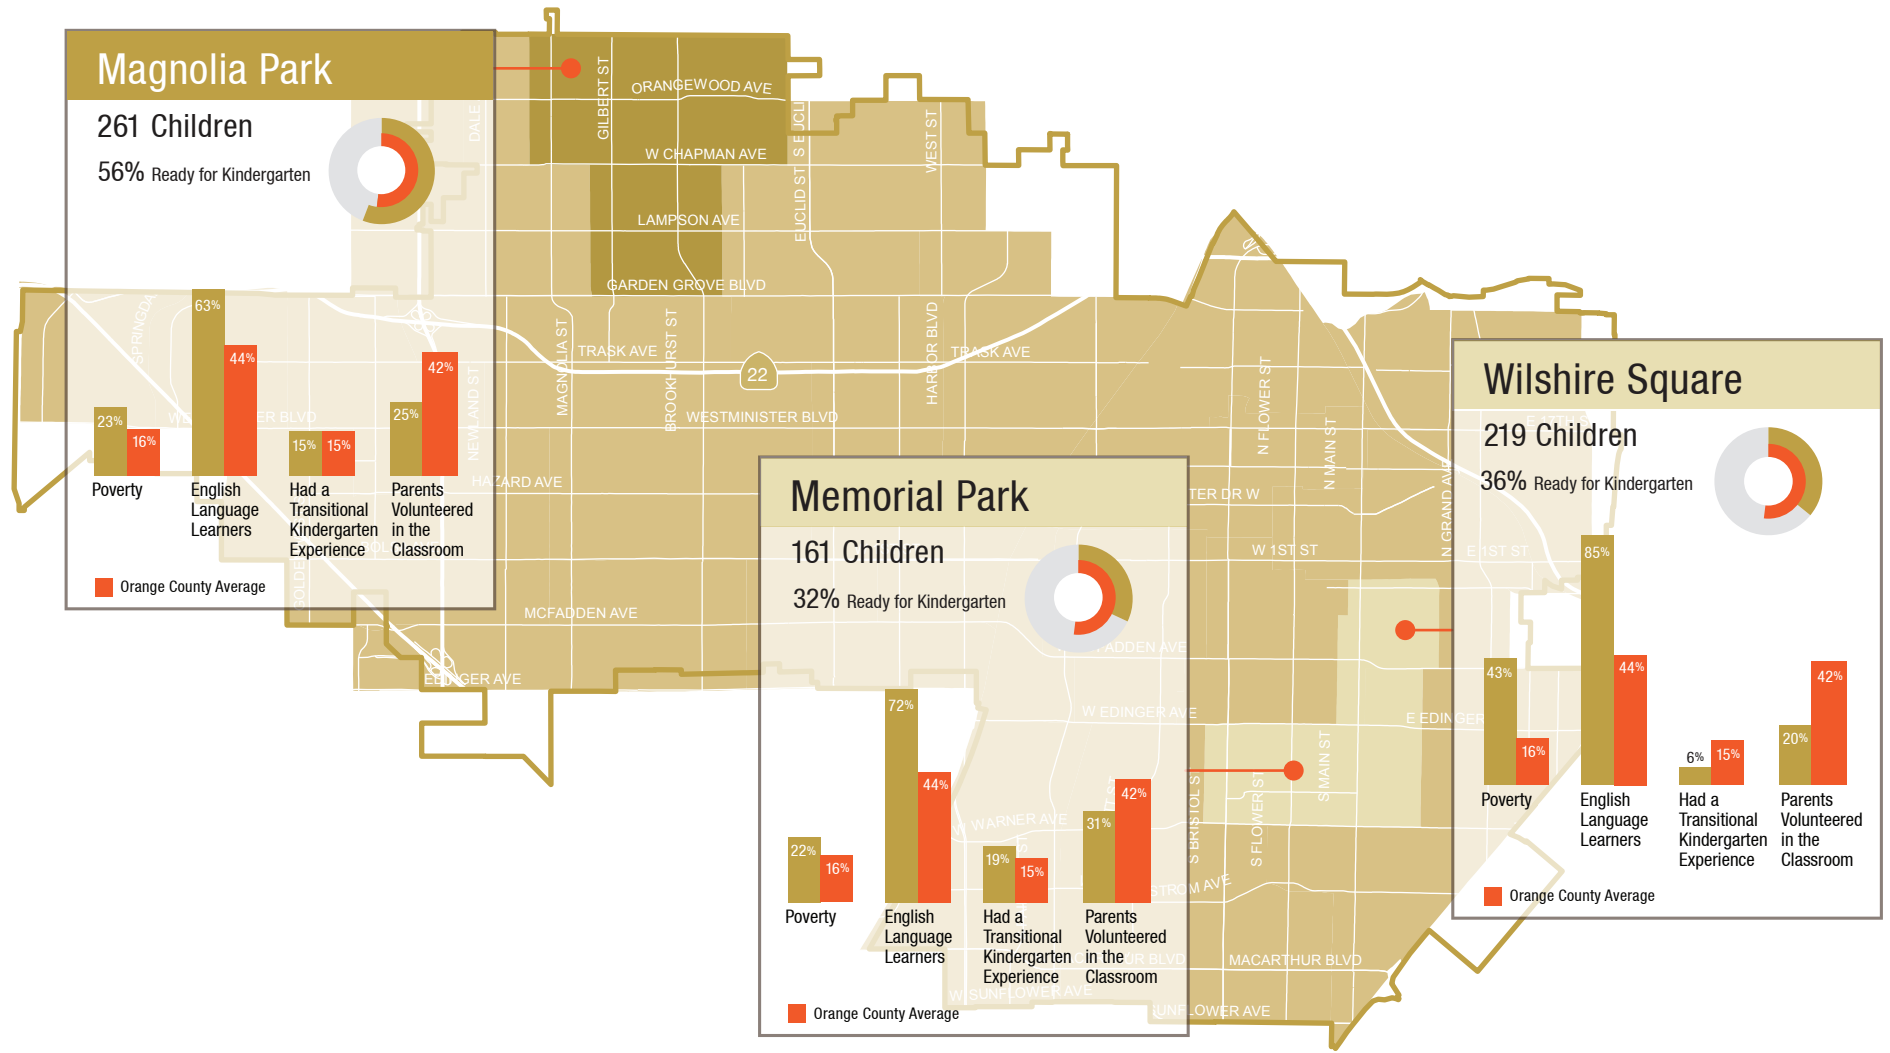 Magnolia Park
261 Children
56% Ready for Kindergarten
23%
16%
63%
44%
15%
15%
25%
42%
Poverty
English
Language
Learners
Had a
Transitional
Kindergarten
Experience
Parents
Volunteered
in the
Classroom
Orange County Average
Memorial Park
161 Children
32% Ready for Kindergarten
22%
16%
72%
44%
19%
15%
31%
42%
Poverty
English
Language
Learners
Had a
Transitional
Kindergarten
Experience
Parents
Volunteered
in the
Classroom
Orange County Average
Wilshire Square
219 Children
36% Ready for Kindergarten
43%
16%
85%
44%
6%
15%
20%
42%
Poverty
English
Language
Learners
Had a
Transitional
Kindergarten
Experience
Parents
Volunteered
in the
Classroom
Orange County Average
DALE
GILBERT ST
ORANGEWOOD AVE
W CHAPMAN AVE
LAMPSON AVE
EUCLID ST
WEST ST
GARDEN GROVE BLVD
MAGNOLIA ST
TRASK AVE
BROOKHURST ST
22
HARBOR BLVD
TRASK AVE
WESTMINISTER BLVD
NEWLAND ST
HAZARD AVE
MCFADDEN AVE
EDINGER AVE
N FLOWER ST
N MAIN ST
N GRAND AVE
W 1ST ST
E 1ST ST
W EDINGER AVE
E EDINGER
S MAIN ST
S FLOWER ST
S BRISTOL S
W WARNER AVE
MACARTHUR BLVD
W SUNFLOWER AVE